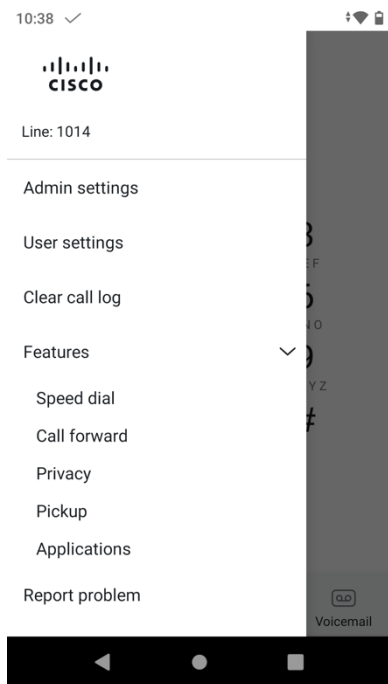 10:38
CISCO
Line: 1014
Admin settings
User settings
Clear call log
Features
Speed dial
Call forward
Privacy
Pickup
Applications
Report problem
#
Voicemail